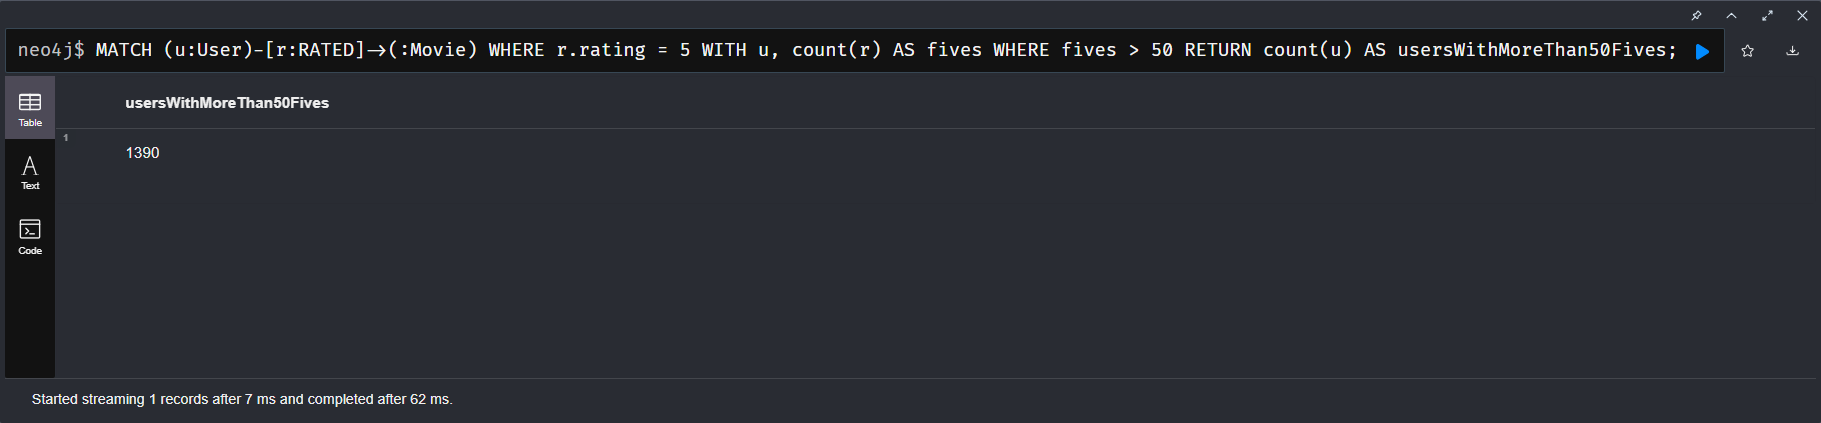 neo4j$ MATCH (u:User)-[r:RATED]→(:Movie) WHERE r.rating = 5 WITH u, count(r) AS fives WHERE fives > 50 RETURN count(u) AS usersWithMoreThan50Fives;
Table
usersWithMoreThan50Fives
1
1390
A
Text
Code
Started streaming 1 records after 7 ms and completed after 62 ms.